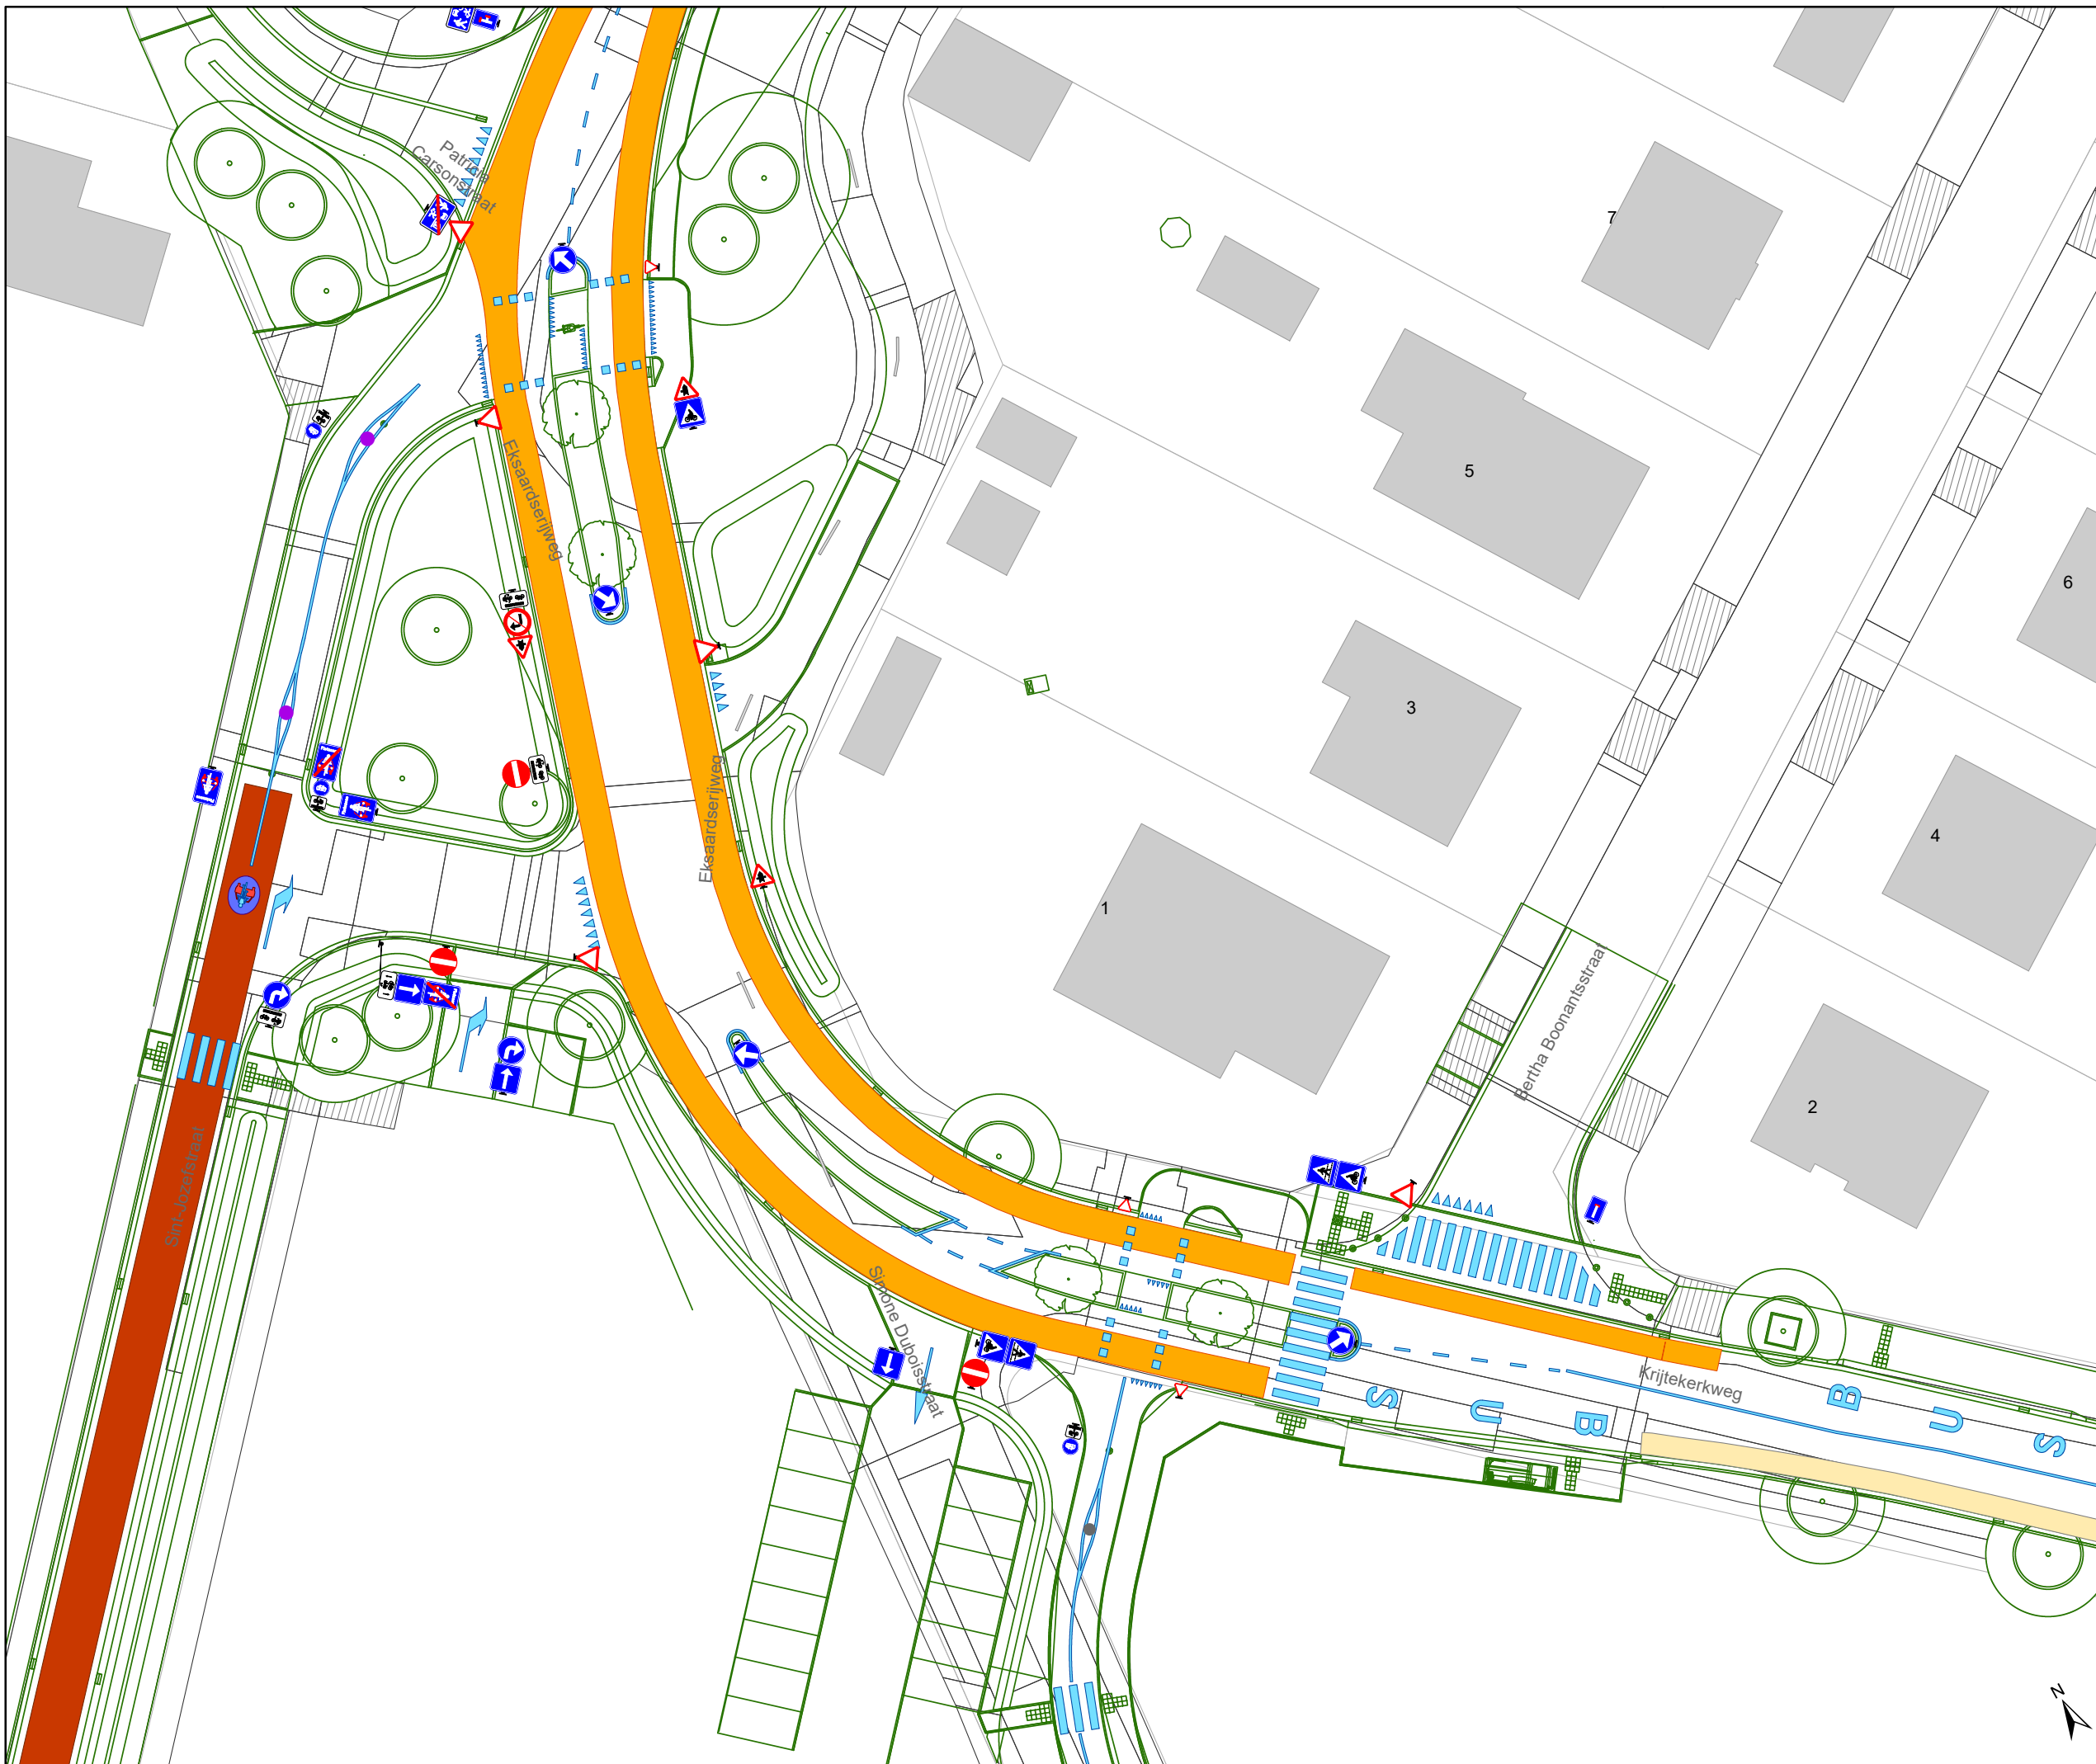 Patricia
Carsonstraat
7
Eksaardserijweg
5
6
3
Eksaardserijweg
4
1
Bertha Boonantsstraat
2
Sint-Jozefstraat
Simone Duboisstraat
Krijtekerkweg
S
U
B
B
U
S
N